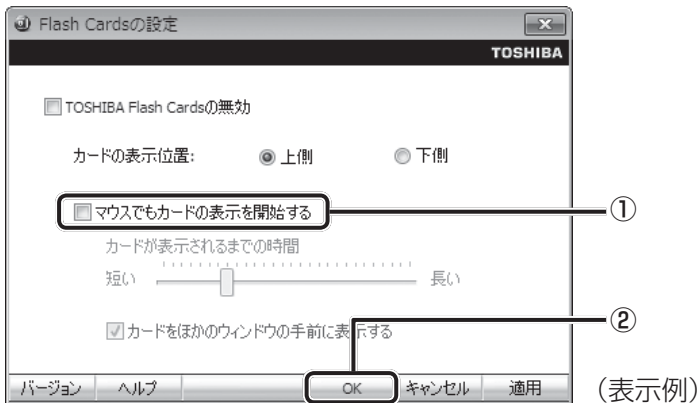 Flash Cardsの設定
TOSHIBA
TOSHIBA Flash Cardsの無効
カードの表示位置: 上側 下側
マウスでもカードの表示を開始する ①
カードが表示されるまでの時間
短い 長い
カードをほかのウィンドウの手前に表示する ②
バージョン ヘルプ OK キャンセル 適用 (表示例)